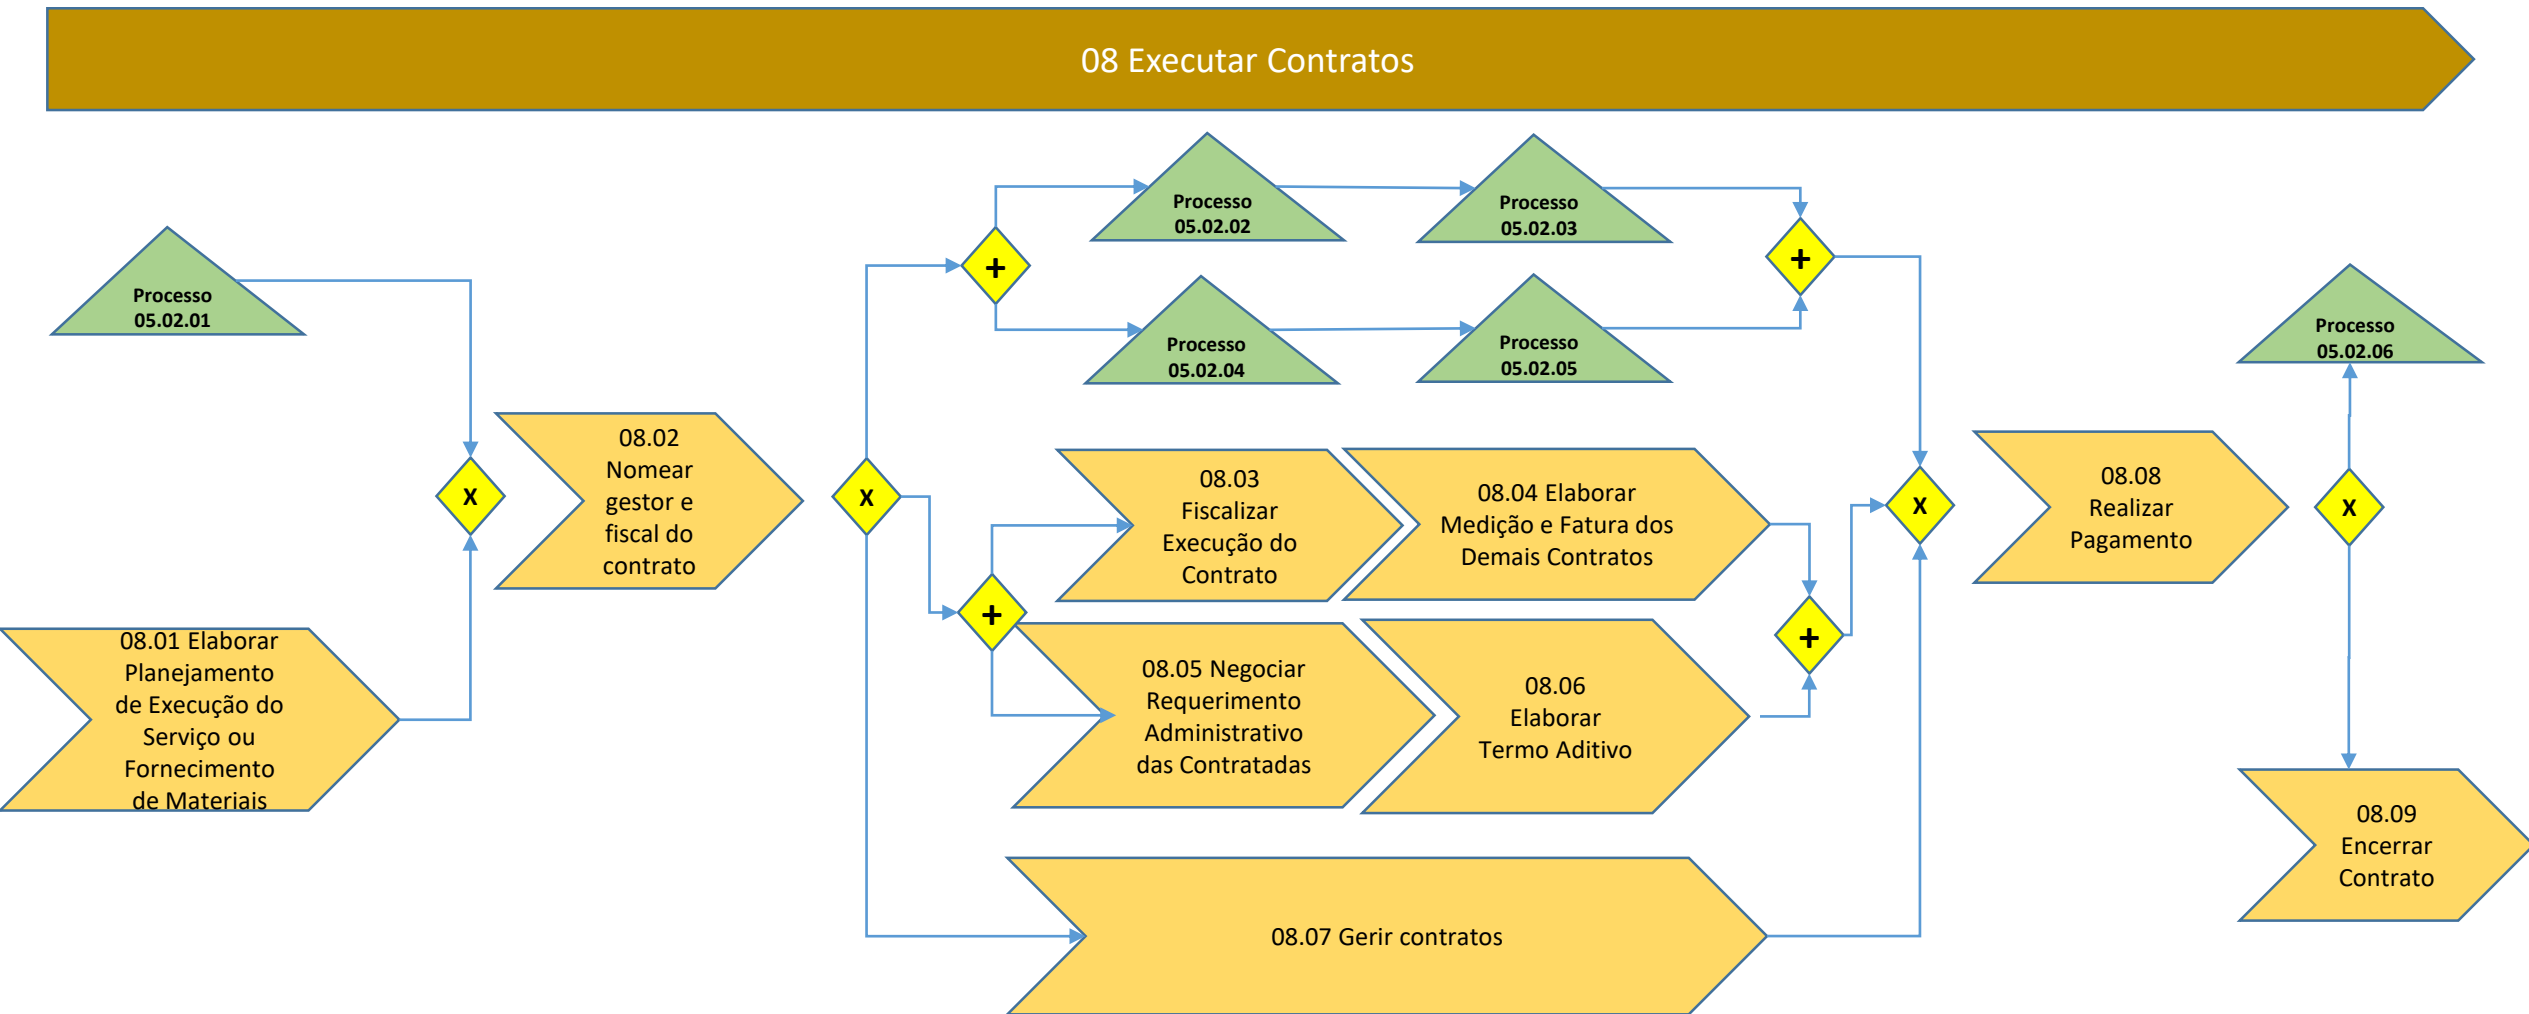 08 Executar Contratos
Processo
05.02.01
08.01 Elaborar
Planejamento
de Execução do
Serviço ou
Fornecimento
de Materiais
X
08.02
Nomear
gestor e
fiscal do
contrato
X
+
Processo
05.02.02
Processo
05.02.03
Processo
05.02.04
Processo
05.02.05
+
+
08.03
Fiscalizar
Execução do
Contrato
08.04 Elaborar
Medição e Fatura dos
Demais Contratos
08.05 Negociar
Requerimento
Administrativo
das Contratadas
08.06
Elaborar
Termo Aditivo
+
08.07 Gerir contratos
X
08.08
Realizar
Pagamento
X
Processo
05.02.06
08.09
Encerrar
Contrato